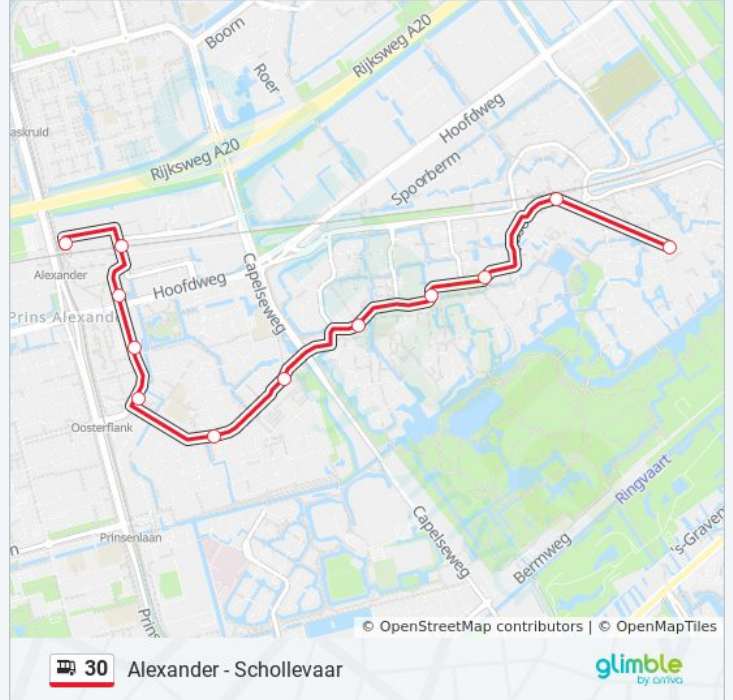 Boorn
Rijksweg A20
Roer
Hoofdweg
askruid
Rijksweg A20
Spoorberm
Alexander
Hoofdweg
Capelseweg
Prins Alexand
Oosterflank
Ringvaart
Capelseweg
's-Graven
Prinsenlaan
Bermweg
n
Prins
© OpenStreetMap contributors | © OpenMapTiles
30 Alexander - Schollevaar
glimble
by arriva